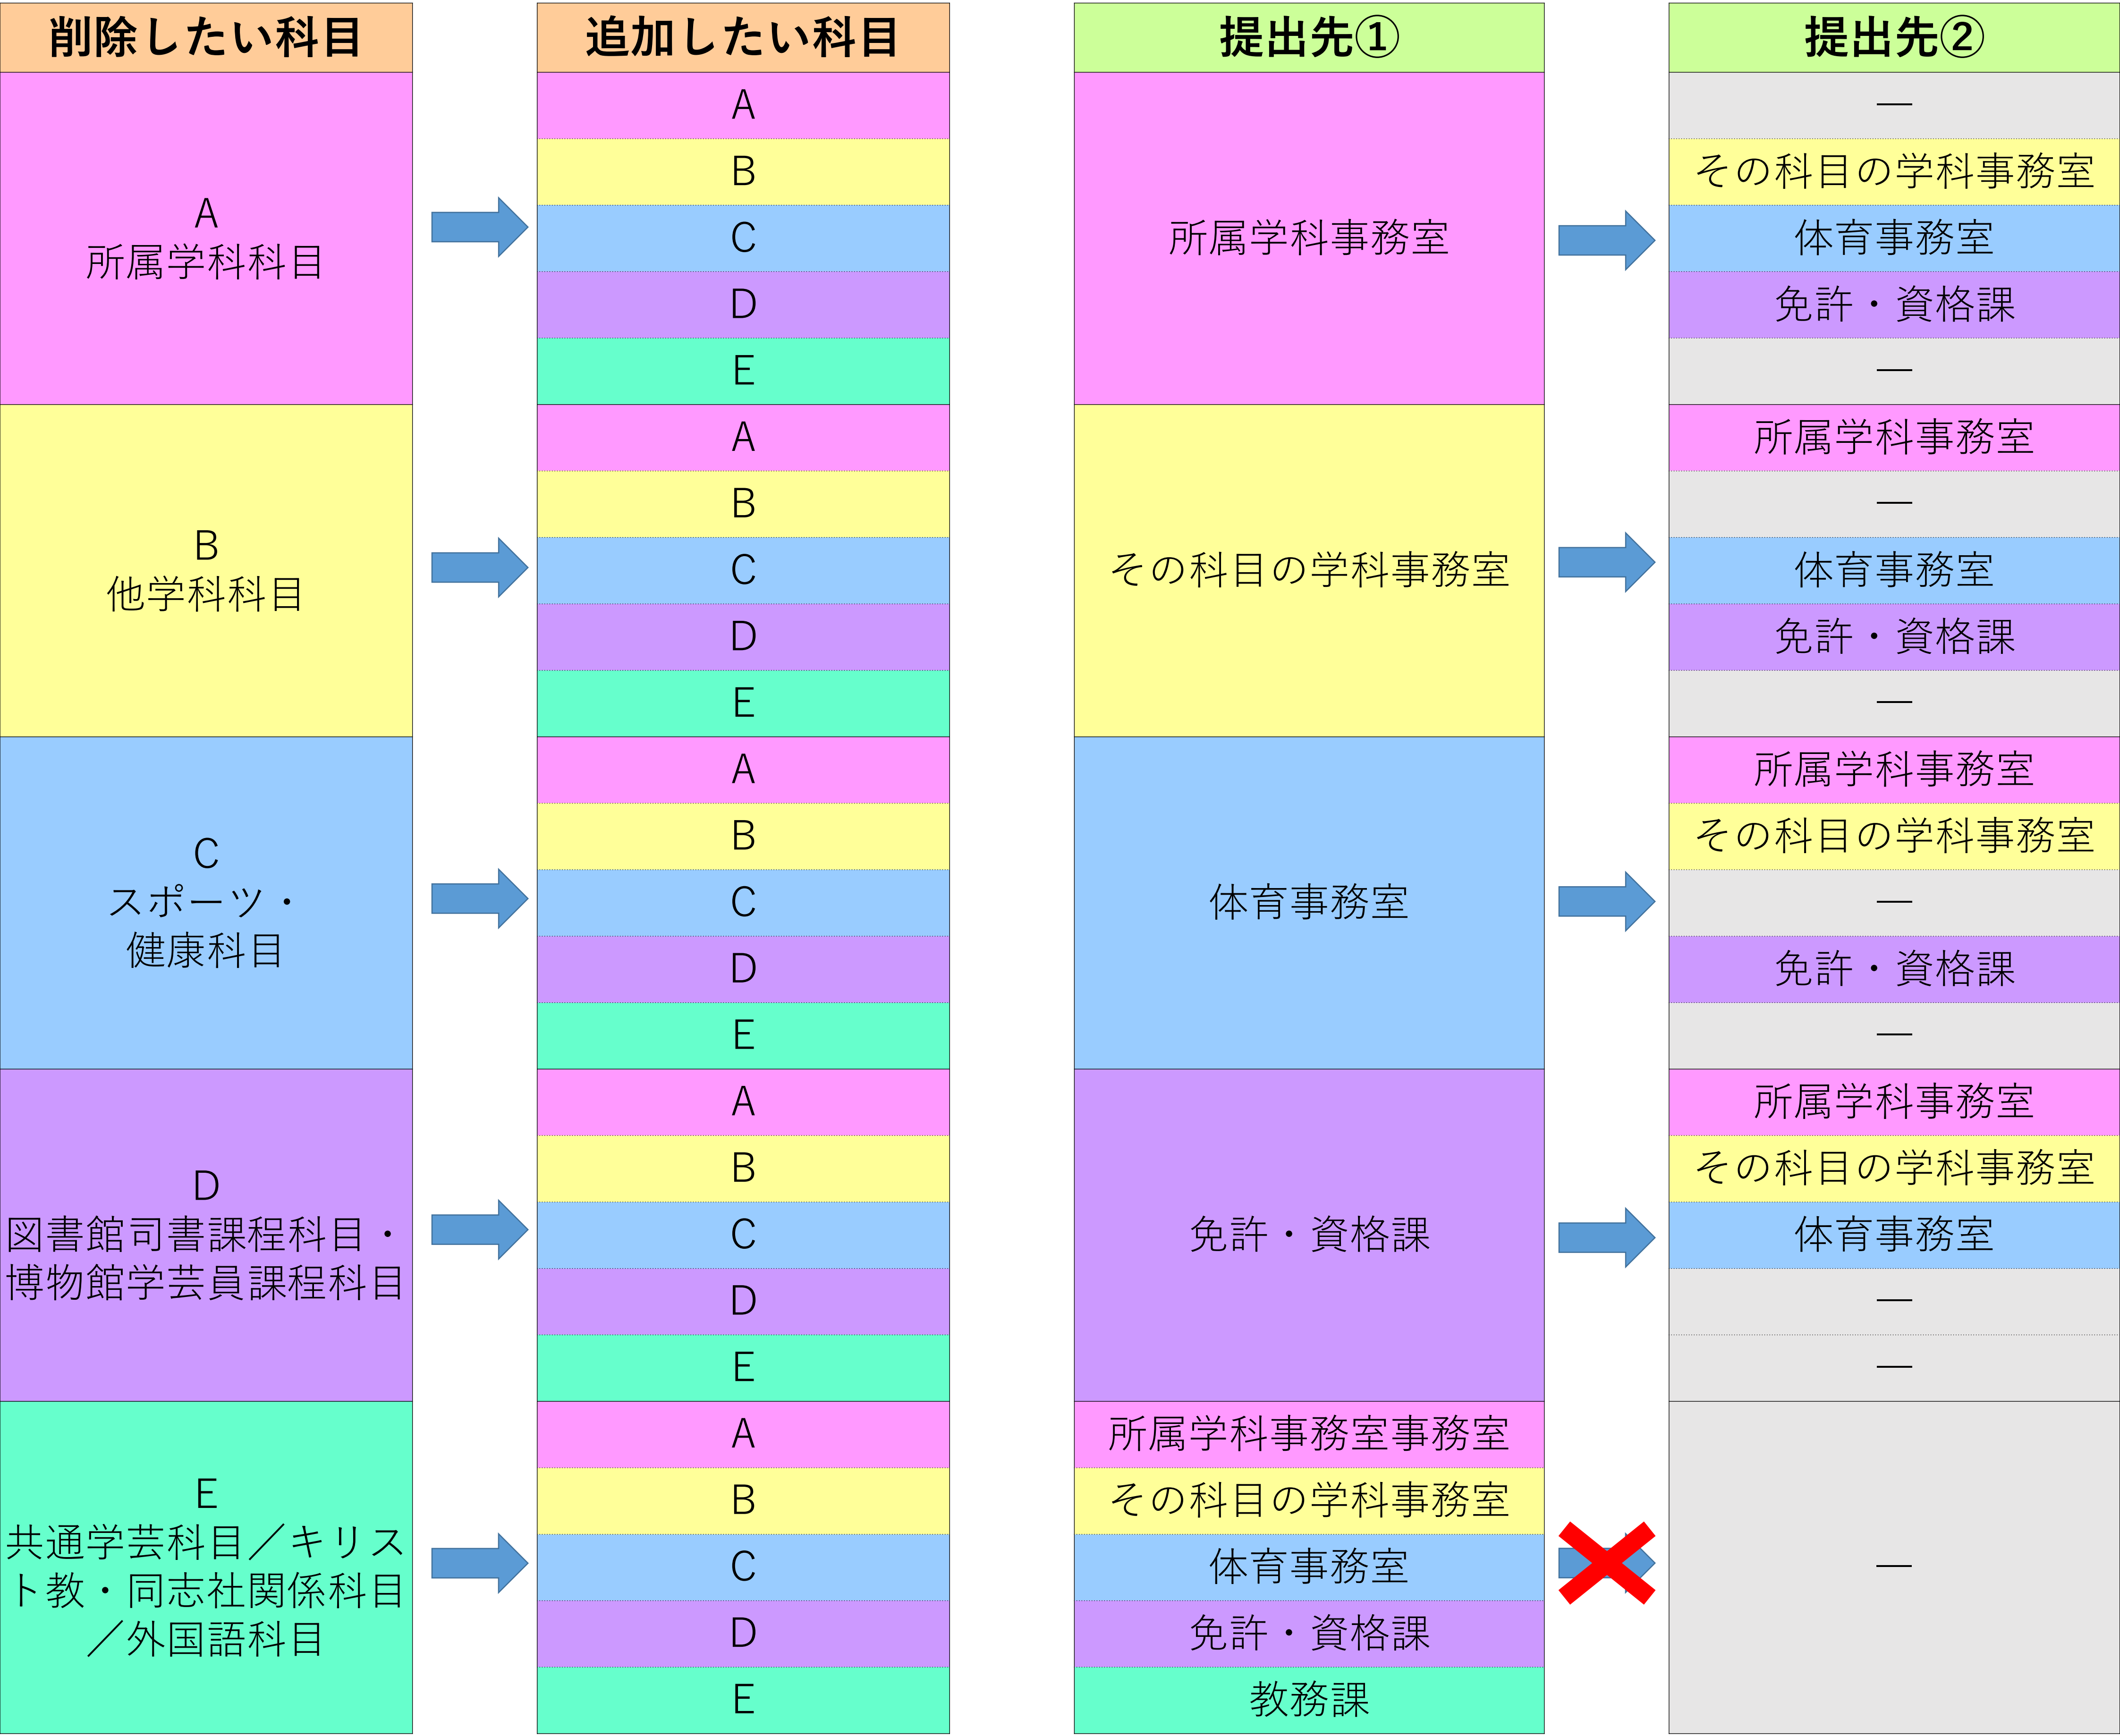 削除したい科目
追加したい科目
提出先①
提出先②
A
所属学科科目
A
B
C
D
E
所属学科事務室
―
その科目の学科事務室
体育事務室
免許・資格課
―
B
他学科科目
A
B
C
D
E
その科目の学科事務室
所属学科事務室
―
体育事務室
免許・資格課
―
C
スポーツ・
健康科目
A
B
C
D
E
体育事務室
所属学科事務室
その科目の学科事務室
―
免許・資格課
―
D
図書館司書課程科目・
博物館学芸員課程科目
A
B
C
D
E
免許・資格課
所属学科事務室
その科目の学科事務室
体育事務室
―
―
E
共通学芸科目／キリス
ト教・同志社関係科目
／外国語科目
A
B
C
D
E
所属学科事務室事務室
その科目の学科事務室
体育事務室
免許・資格課
教務課
―